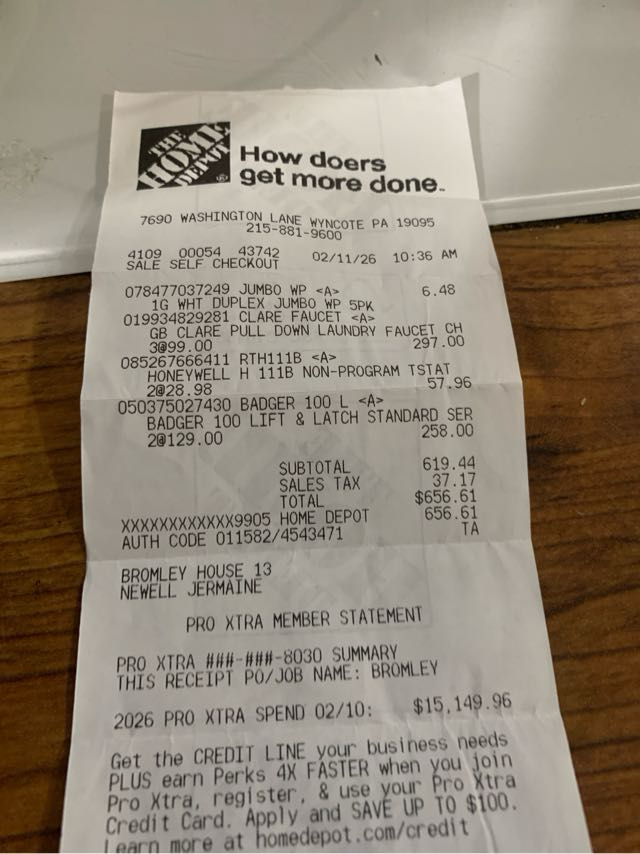 THE
HOME
DEPOT
How doers
get more done.
7690 WASHINGTON LANE WYNCOTE PA 19095
215-881-9600
4109 00054 43742 02/11/26 10:36 AM
SALE SELF CHECKOUT
078477037249 JUMBO WP <A> 6.48
1G WHT DUPLEX JUMBO WP 5PK
019934829281 CLARE FAUCET <A>
GB CLARE PULL DOWN LAUNDRY FAUCET CH
3@99.00 297.00
085267666411 RTH111B <A>
HONEYWELL H 111B NON-PROGRAM TSTAT
2@28.98 57.96
050375027430 BADGER 100 L <A>
BADGER 100 LIFT & LATCH STANDARD SER
2@129.00 258.00
SUBTOTAL 619.44
SALES TAX 37.17
TOTAL $656.61
XXXXXXXXXXXX9905 HOME DEPOT 656.61
AUTH CODE 011582/4543471 TA
BROMLEY HOUSE 13
NEWELL JERMAINE
PRO XTRA MEMBER STATEMENT
PRO XTRA ###-###-8030 SUMMARY
THIS RECEIPT PO/JOB NAME: BROMLEY
2026 PRO XTRA SPEND 02/10: $15,149.96
Get the CREDIT LINE your business needs
PLUS earn Perks 4X FASTER when you join
Pro Xtra, register, & use your Pro Xtra
Credit Card. Apply and SAVE UP TO $100.
Learn more at homedepot.com/credit